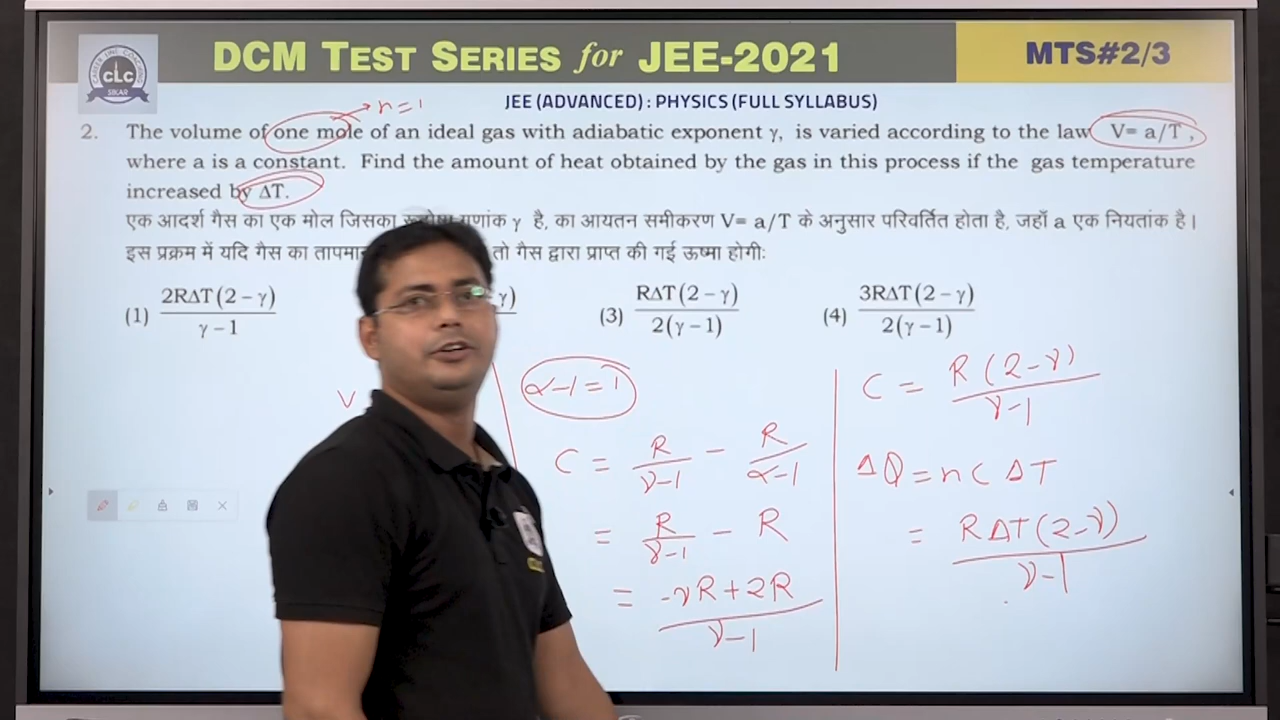 DCM TEST SERIES for JEE-2021
MTS#2/3
CLC
SIKAR
JEE (ADVANCED) : PHYSICS (FULL SYLLABUS)
n=1
2. The volume of one mole of an ideal gas with adiabatic exponent γ, is varied according to the law V= a/T,
where a is a constant. Find the amount of heat obtained by the gas in this process if the gas temperature
increased by ΔT.
एक आदर्श गैस का एक मोल जिसका γ है, का आयतन समीकरण V= a/T के अनुसार परिवर्तित होता है, जहाँ a एक नियतांक है।
इस प्रक्रम में यदि गैस का तो गैस द्वारा प्राप्त की गई ऊष्मा होगी:
(1) 2RΔT(2−γ)/γ−1 γ) (3) RΔT(2−γ)/2(γ−1) (4) 3RΔT(2−γ)/2(γ−1)
V
α-1=1
C = R/γ-1 - R/α-1
= R/γ-1 - R
= -γR+2R/γ-1
C = R(2-γ)/γ-1
ΔQ=nCΔT
= RΔT(2-γ)/γ-1